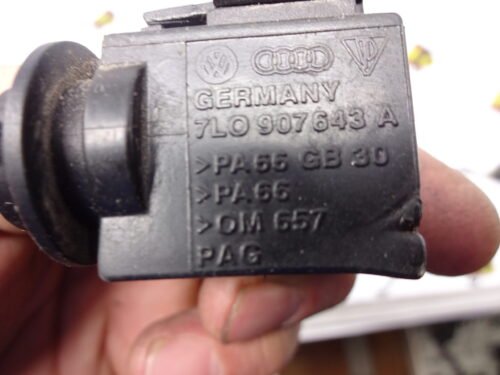 GERMANY
7L0 907 643 A
>PA66 GB 30
>PA66
>OM 657
PAG